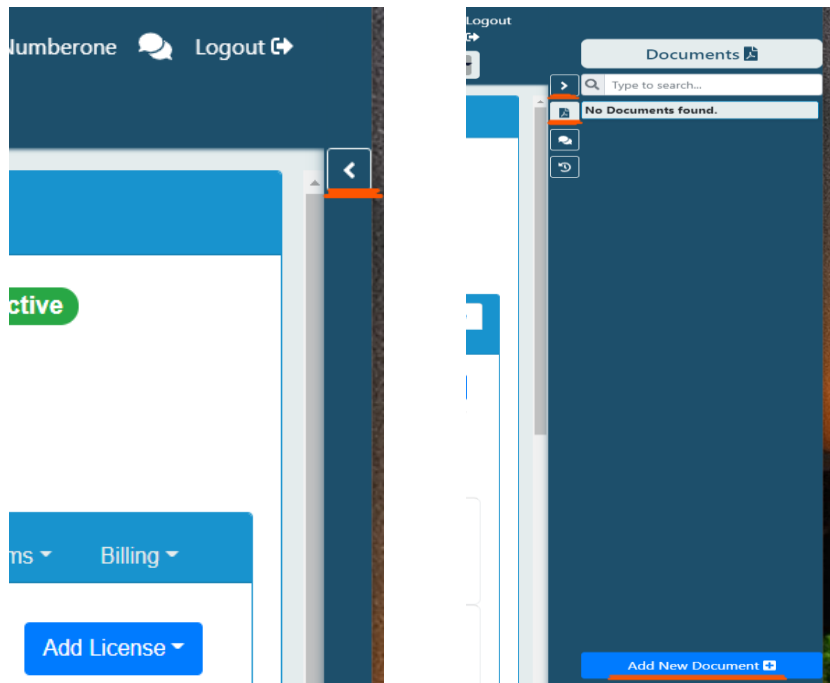 Numberone Logout
ctive
ms Billing
Add License
Logout
Documents
Type to search...
No Documents found.
Add New Document